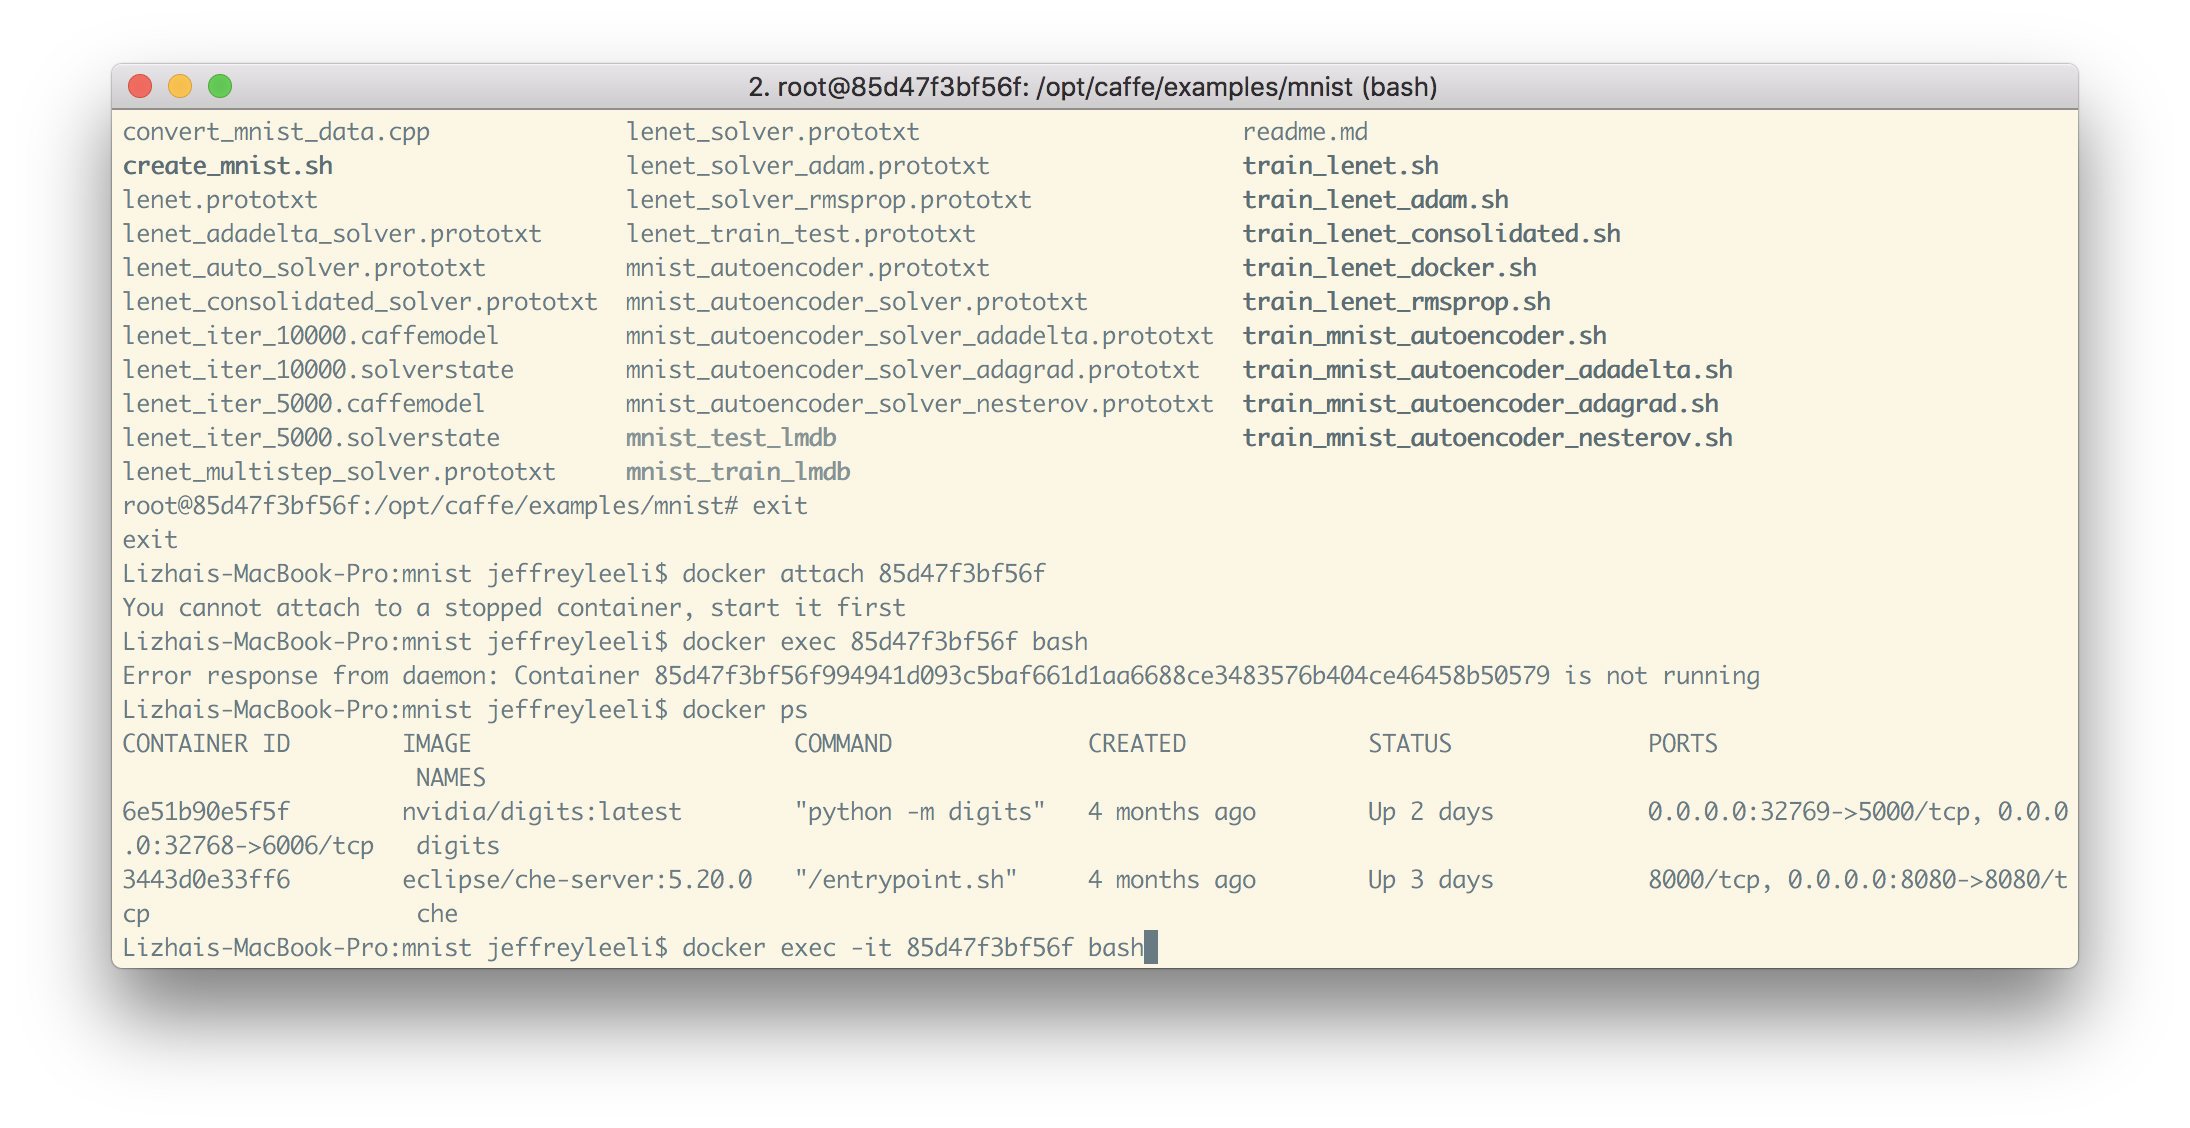 2. root@85d47f3bf56f: /opt/caffe/examples/mnist (bash)
convert_mnist_data.cpp lenet_solver.prototxt readme.md
create_mnist.sh lenet_solver_adam.prototxt train_lenet.sh
lenet.prototxt lenet_solver_rmsprop.prototxt train_lenet_adam.sh
lenet_adadelta_solver.prototxt lenet_train_test.prototxt train_lenet_consolidated.sh
lenet_auto_solver.prototxt mnist_autoencoder.prototxt train_lenet_docker.sh
lenet_consolidated_solver.prototxt mnist_autoencoder_solver.prototxt train_lenet_rmsprop.sh
lenet_iter_10000.caffemodel mnist_autoencoder_solver_adadelta.prototxt train_mnist_autoencoder.sh
lenet_iter_10000.solverstate mnist_autoencoder_solver_adagrad.prototxt train_mnist_autoencoder_adadelta.sh
lenet_iter_5000.caffemodel mnist_autoencoder_solver_nesterov.prototxt train_mnist_autoencoder_adagrad.sh
lenet_iter_5000.solverstate mnist_test_lmdb train_mnist_autoencoder_nesterov.sh
lenet_multistep_solver.prototxt mnist_train_lmdb
root@85d47f3bf56f:/opt/caffe/examples/mnist# exit
exit
Lizhais-MacBook-Pro:mnist jeffreyleeli$ docker attach 85d47f3bf56f
You cannot attach to a stopped container, start it first
Lizhais-MacBook-Pro:mnist jeffreyleeli$ docker exec 85d47f3bf56f bash
Error response from daemon: Container 85d47f3bf56f994941d093c5baf661d1aa6688ce3483576b404ce46458b50579 is not running
Lizhais-MacBook-Pro:mnist jeffreyleeli$ docker ps
CONTAINER ID IMAGE COMMAND CREATED STATUS PORTS
NAMES
6e51b90e5f5f nvidia/digits:latest "python -m digits" 4 months ago Up 2 days 0.0.0.0:32769->5000/tcp, 0.0.0
.0:32768->6006/tcp digits
3443d0e33ff6 eclipse/che-server:5.20.0 "/entrypoint.sh" 4 months ago Up 3 days 8000/tcp, 0.0.0.0:8080->8080/t
cp che
Lizhais-MacBook-Pro:mnist jeffreyleeli$ docker exec -it 85d47f3bf56f bash